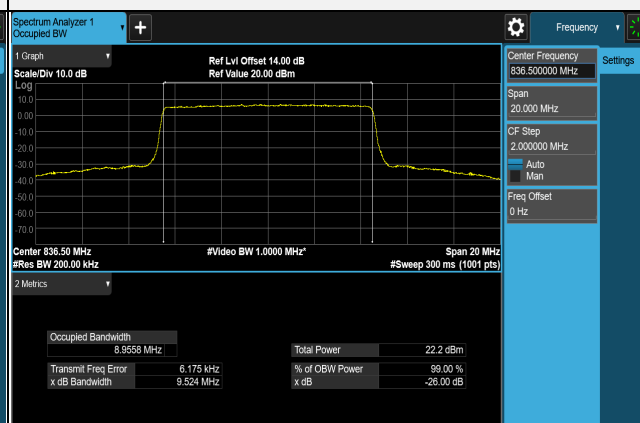 Spectrum Analyzer 1
Occupied BW
+
Frequency
Settings
1 Graph
Scale/Div 10.0 dB
Ref Lvl Offset 14.00 dB
Ref Value 20.00 dBm
Log
10.0
0.00
-10.0
-20.0
-30.0
-40.0
-50.0
-60.0
-70.0
Center 836.50 MHz
#Video BW 1.0000 MHz*
Span 20 MHz
#Res BW 200.00 kHz
#Sweep 300 ms (1001 pts)
Center Frequency
836.500000 MHz
Span
20.000 MHz
CF Step
2.000000 MHz
Auto
Man
Freq Offset
0 Hz
2 Metrics
Occupied Bandwidth
8.9558 MHz
Total Power 22.2 dBm
Transmit Freq Error 6.175 kHz
% of OBW Power 99.00 %
x dB Bandwidth 9.524 MHz
x dB -26.00 dB